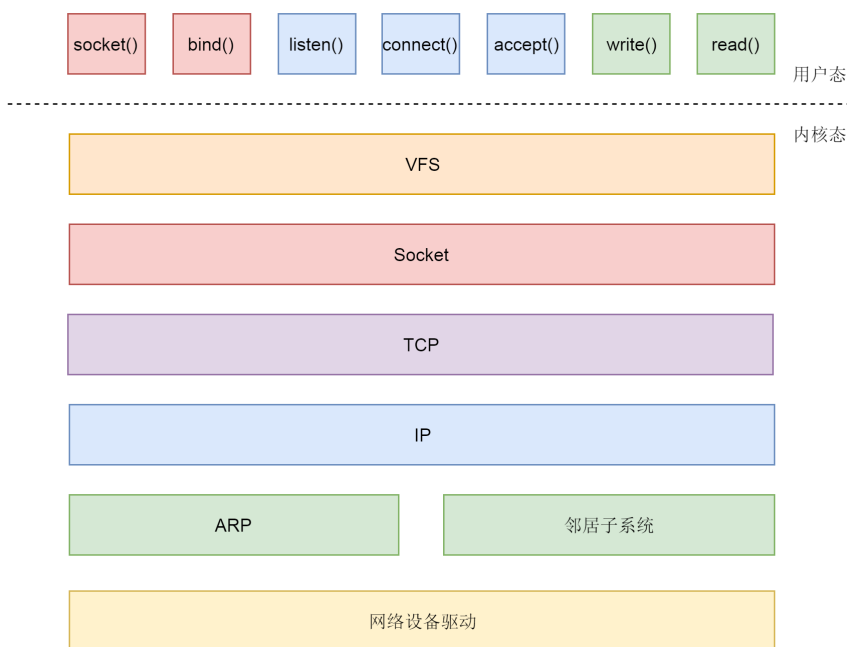 socket()
bind()
listen()
connect()
accept()
write()
read()
用户态
内核态
VFS
Socket
TCP
IP
ARP
邻居子系统
网络设备驱动